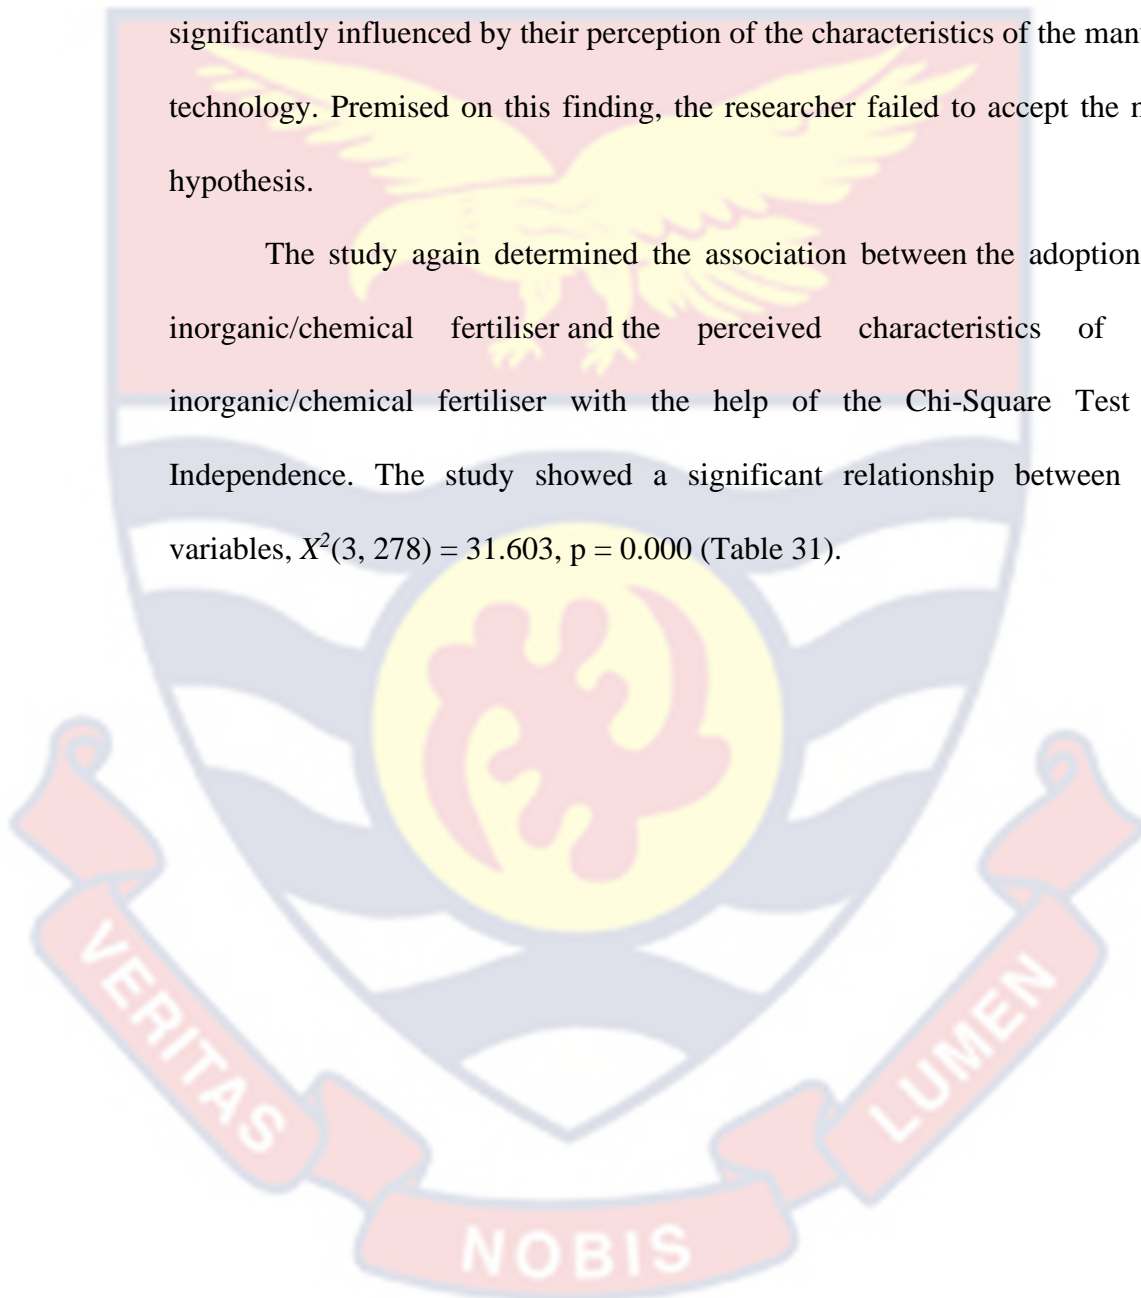 significantly influenced by their perception of the characteristics of the
technology. Premised on this finding, the researcher failed to accept the
hypothesis.
The study again determined the association between the adoption
inorganic/chemical fertiliser and the perceived characteristics of
inorganic/chemical fertiliser with the help of the Chi-Square Test
Independence. The study showed a significant relationship between
variables, X²(3, 278) = 31.603, p = 0.000 (Table 31).
VERITAS
NOBIS
LUMEN